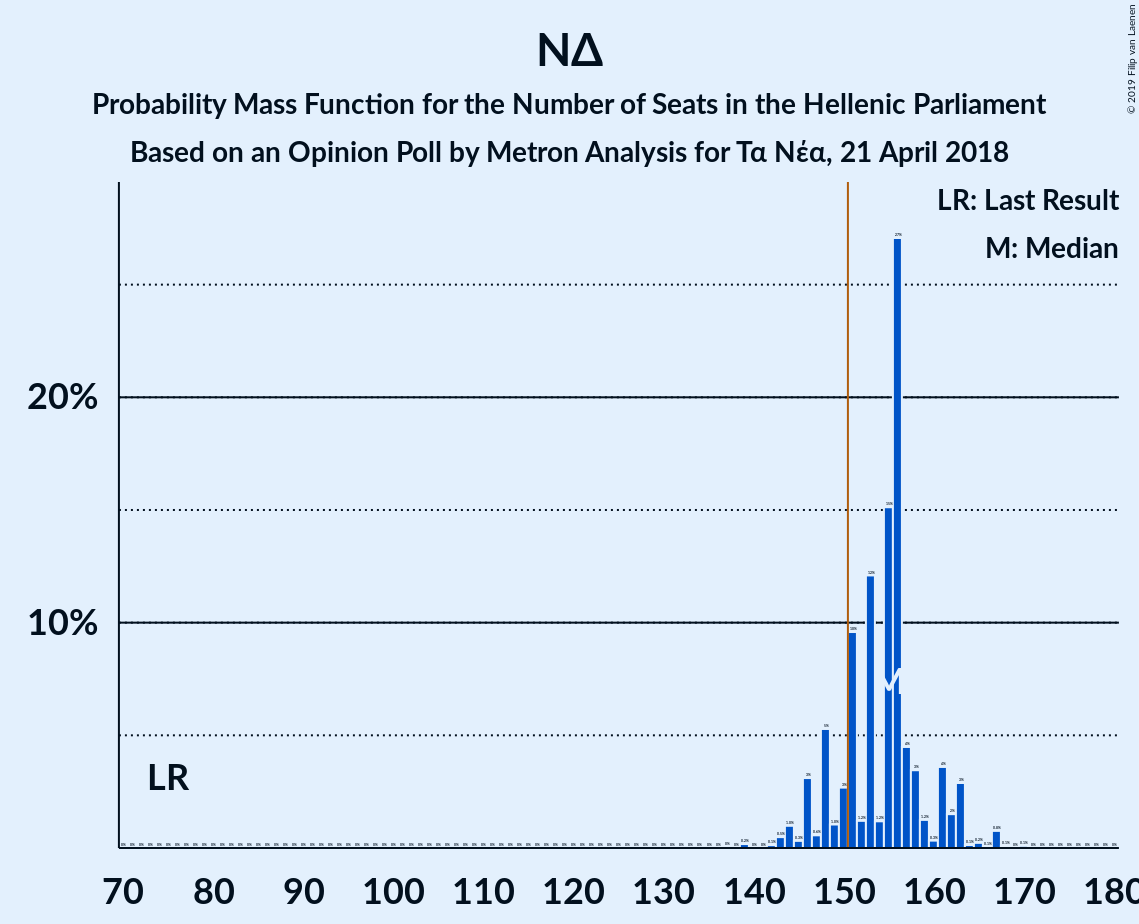 ΝΔ
Probability Mass Function for the Number of Seats in the Hellenic Parliament
Based on an Opinion Poll by Metron Analysis for Τα Νέα, 21 April 2018
© 2019 Filip van Laenen
LR: Last Result
M: Median
20%
10%
LR
M
70 80 90 100 110 120 130 140 150 160 170 180